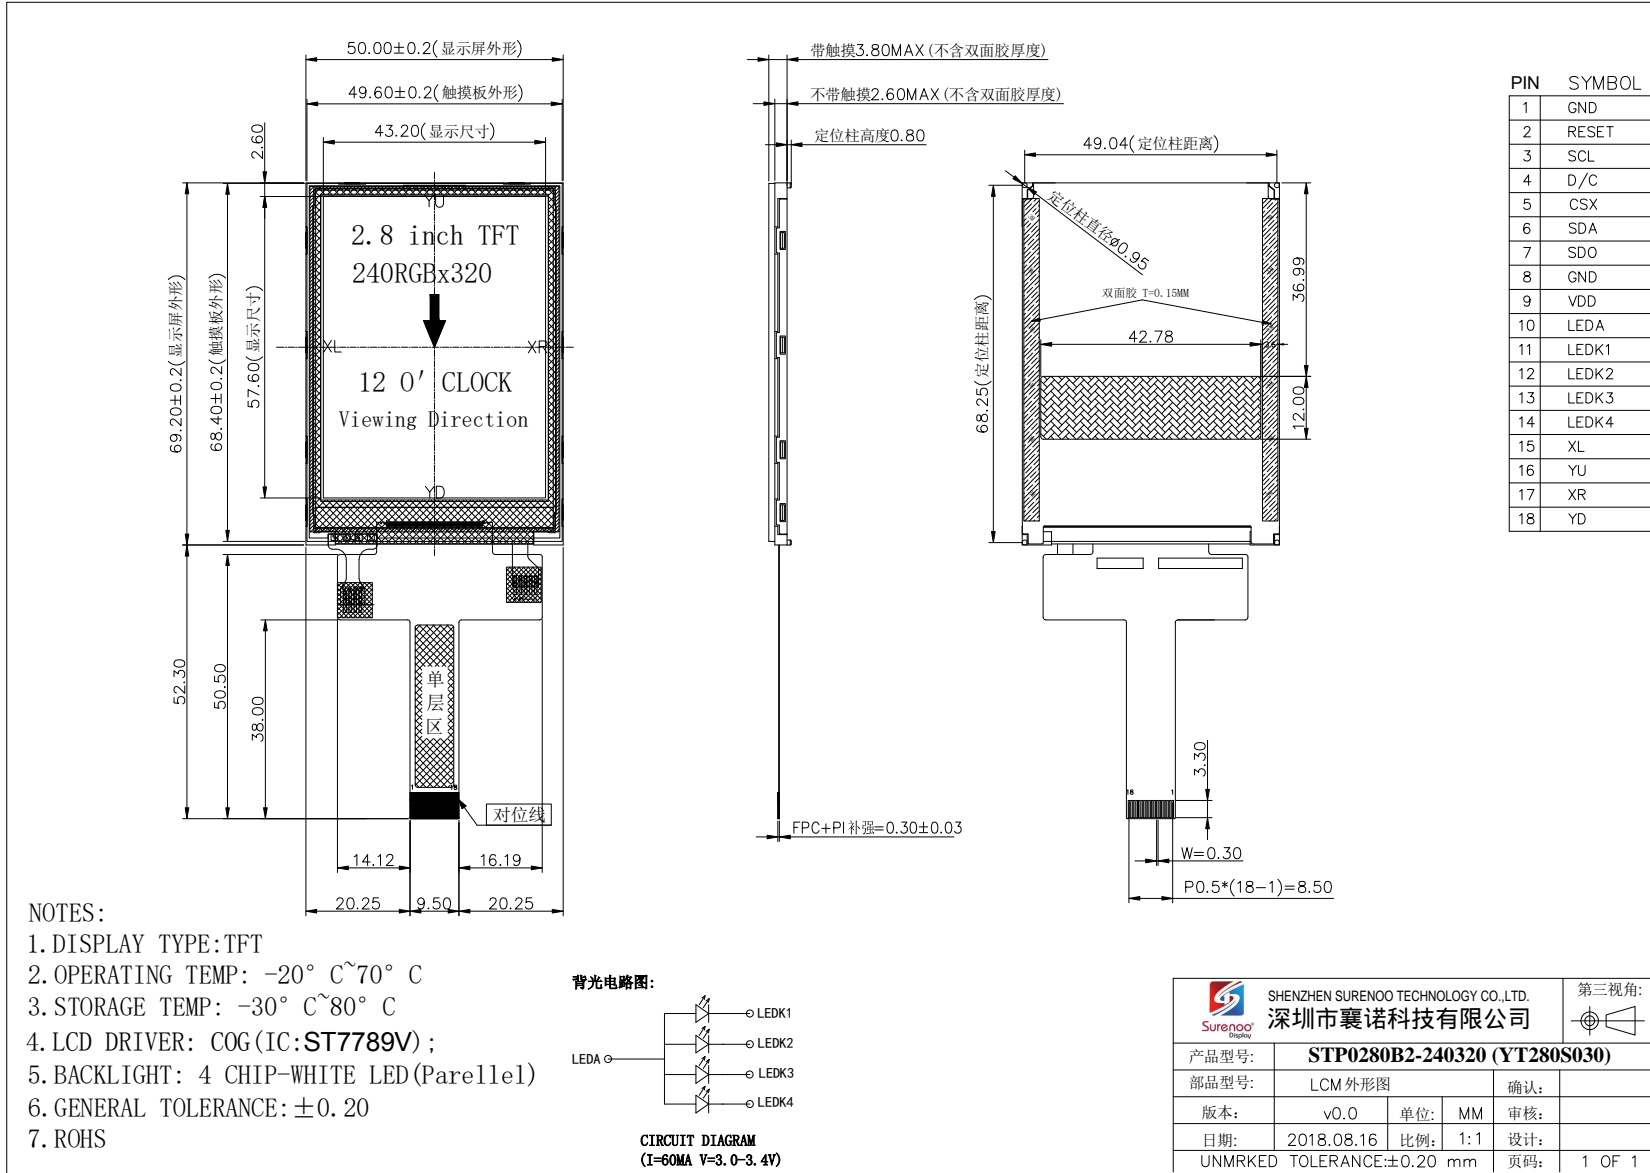 50.00±0.2(显示屏外形)
49.60±0.2(触摸板外形)
43.20(显示尺寸)
2.60
69.20±0.2(显示屏外形)
68.40±0.2(触摸板外形)
57.60(显示尺寸)
YU
2.8 inch TFT
240RGBx320
XL
XR
12 O' CLOCK
Viewing Direction
YD
52.30
50.50
38.00
单层区
1
18
对位线
14.12
16.19
20.25
9.50
20.25
带触摸3.80MAX(不含双面胶厚度)
不带触摸2.60MAX(不含双面胶厚度)
定位柱高度0.80
FPC+PI补强=0.30±0.03
49.04(定位柱距离)
定位柱直径ø0.95
双面胶 T=0.15MM
42.78
36.99
12.00
68.25(定位柱距离)
3.30
18
1
W=0.30
P0.5*(18-1)=8.50
PIN SYMBOL
1 GND
2 RESET
3 SCL
4 D/C
5 CSX
6 SDA
7 SDO
8 GND
9 VDD
10 LEDA
11 LEDK1
12 LEDK2
13 LEDK3
14 LEDK4
15 XL
16 YU
17 XR
18 YD
NOTES:
1.DISPLAY TYPE:TFT
2.OPERATING TEMP: -20° C~70° C
3.STORAGE TEMP: -30° C~80° C
4.LCD DRIVER: COG(IC:ST7789V);
5.BACKLIGHT: 4 CHIP-WHITE LED(Parellel)
6.GENERAL TOLERANCE:±0.20
7.ROHS
背光电路图:
LEDA
LEDK1
LEDK2
LEDK3
LEDK4
CIRCUIT DIAGRAM
(I=60MA V=3.0-3.4V)
Surenoo®
Display
SHENZHEN SURENOO TECHNOLOGY CO.,LTD.
深圳市襄诺科技有限公司
第三视角:
产品型号: STP0280B2-240320 (YT280S030)
部品型号: LCM外形图 确认:
版本: v0.0 单位: MM 审核:
日期: 2018.08.16 比例: 1:1 设计:
UNMRKED TOLERANCE:±0.20 mm 页码: 1 OF 1